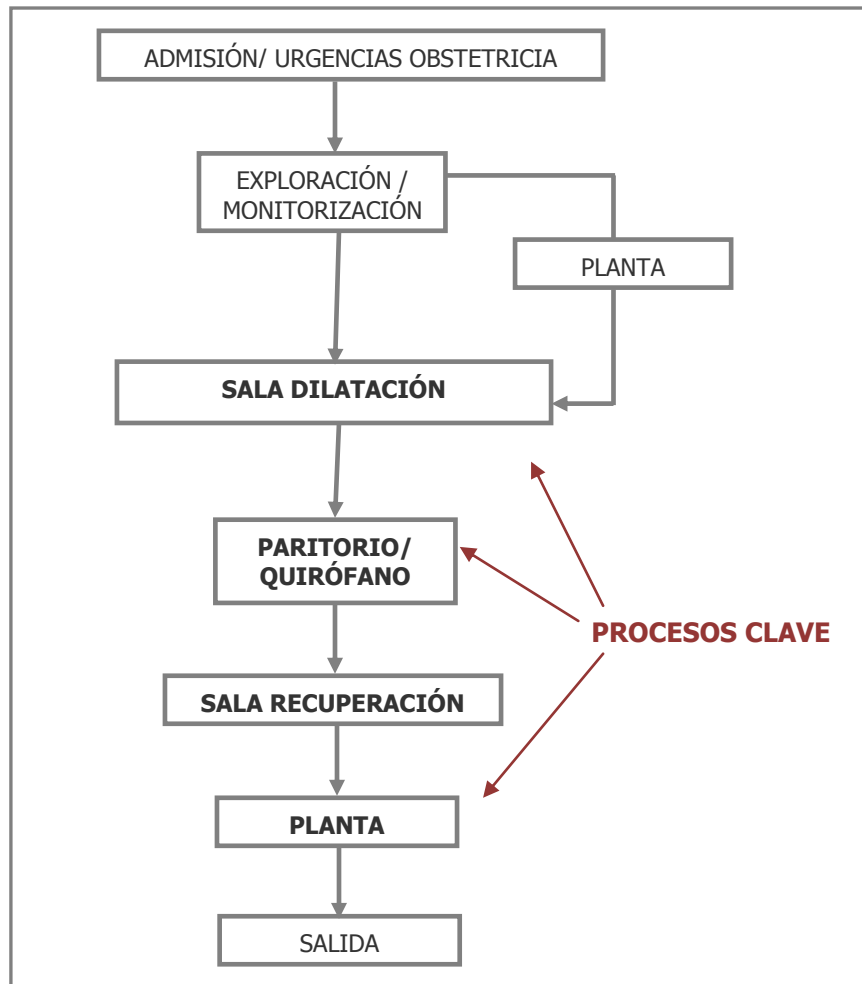 ADMISIÓN/ URGENCIAS OBSTETRICIA
EXPLORACIÓN /
MONITORIZACIÓN
PLANTA
SALA DILATACIÓN
PARITORIO/
QUIRÓFANO
PROCESOS CLAVE
SALA RECUPERACIÓN
PLANTA
SALIDA